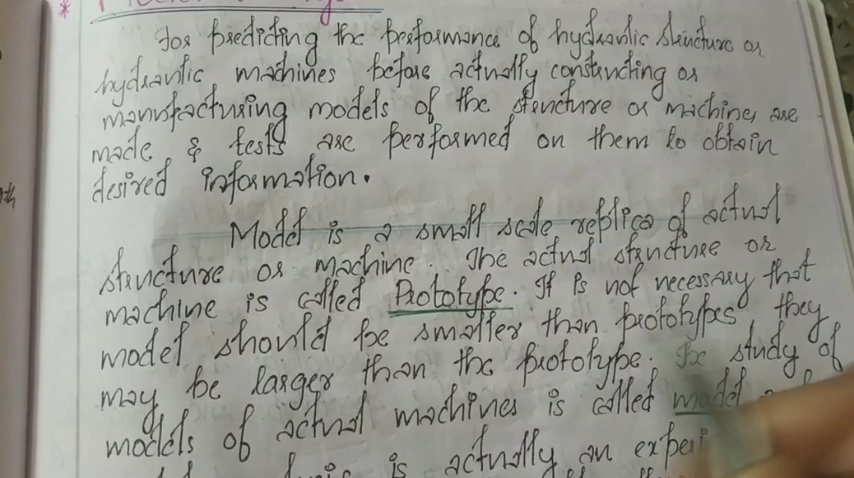 *
For predicting the performance of hydraulic structure or
hydraulic machines before actually constructing or
manufacturing models of the structure or machine, are
made & tests are performed on them to obtain
desired information.
Model is a small scale replica of actual
structure or machine. The actual structure or
machine is called Prototype. It is not necessary that
model should be smaller than prototypes they
may be larger than the prototype. The study of
models of actual machines is called model
is actually an experi